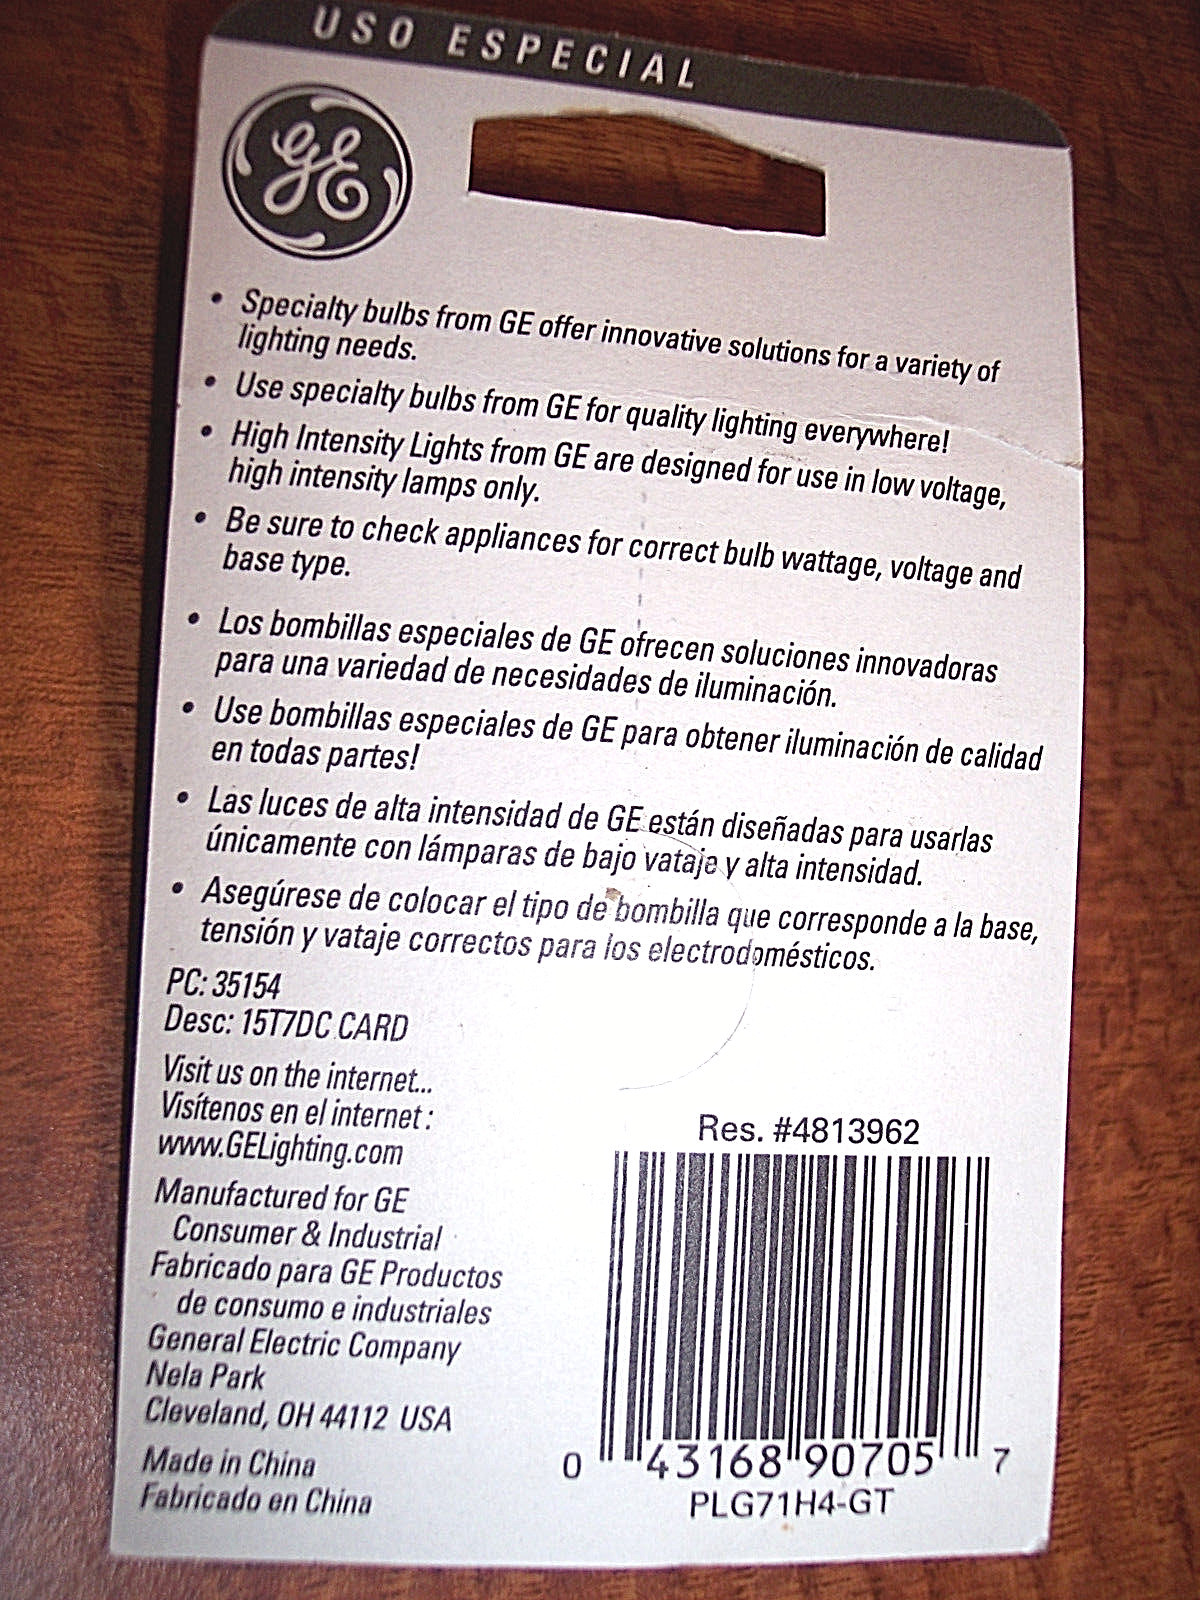 USO ESPECIAL
GE
• Specialty bulbs from GE offer innovative solutions for a variety of
lighting needs.
• Use specialty bulbs from GE for quality lighting everywhere!
• High Intensity Lights from GE are designed for use in low voltage,
high intensity lamps only.
• Be sure to check appliances for correct bulb wattage, voltage and
base type.
• Los bombillas especiales de GE ofrecen soluciones innovadoras
para una variedad de necesidades de iluminación.
• Use bombillas especiales de GE para obtener iluminación de calidad
en todas partes!
• Las luces de alta intensidad de GE están diseñadas para usarlas
únicamente con lámparas de bajo vataje y alta intensidad.
• Asegúrese de colocar el tipo de bombilla que corresponde a la base,
tensión y vataje correctos para los electrodomésticos.
PC: 35154
Desc: 15T7DC CARD
Visit us on the internet...
Visítenos en el internet:
www.GELighting.com
Manufactured for GE
Consumer & Industrial
Fabricado para GE Productos
de consumo e industriales
General Electric Company
Nela Park
Cleveland, OH 44112 USA
Made in China
Fabricado en China
Res. #4813962
0 43168 90705 7
PLG71H4-GT